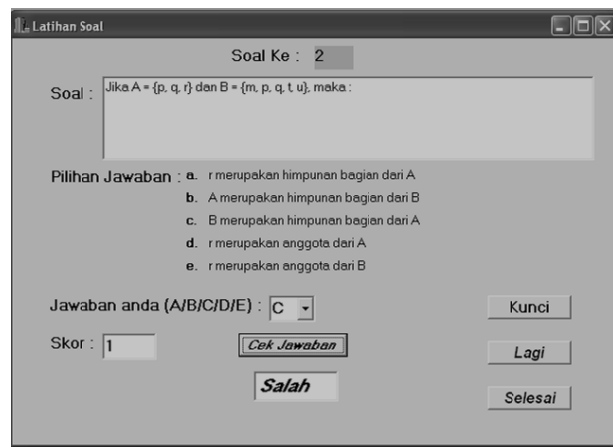 Latihan Soal
Soal Ke : 2
Soal : Jika A = {p, q, r} dan B = {m, p, q, t, u}, maka :
Pilihan Jawaban : a. r merupakan himpunan bagian dari A
b. A merupakan himpunan bagian dari B
c. B merupakan himpunan bagian dari A
d. r merupakan anggota dari A
e. r merupakan anggota dari B
Jawaban anda (A/B/C/D/E) : C
Kunci
Skor : 1
Cek Jawaban
Lagi
Salah
Selesai